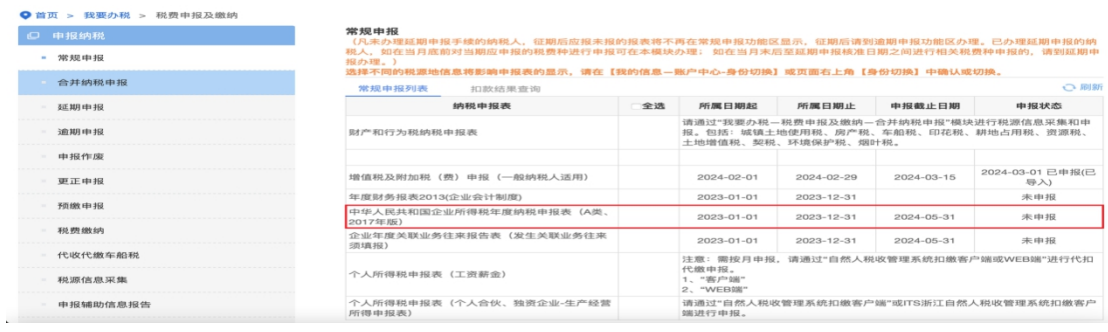 首页 > 我要办税 > 税费申报及缴纳
申报纳税
常规申报
合并纳税申报
延期申报
逾期申报
申报作废
更正申报
预缴申报
税费缴纳
代收代缴车船税
税源信息采集
申报辅助信息报告
常规申报
（凡未办理延期申报手续的纳税人，征期后应报未报的报表将不再在常规申报功能区显示，征期后请到逾期申报功能区办理。已办理延期申报的纳
税人，如在当月底前对当期应申报的税费种进行申报可在本模块办理；如在当月末后至延期申报核准日期之间进行相关税费种申报的，请到延期申
报办理。）
选择不同的税源地信息将影响申报表的显示，请在【我的信息—账户中心-身份切换】或页面右上角【身份切换】中确认或切换。
常规申报列表 扣款结果查询 刷新
纳税申报表 全选 所属日期起 所属日期止 申报截止日期 申报状态
财产和行为税纳税申报表
请通过“我要办税—税费申报及缴纳—合并纳税申报”模块进行税源信息采集和申
报。包括：城镇土地使用税、房产税、车船税、印花税、耕地占用税、资源税、
土地增值税、契税、环境保护税、烟叶税。
增值税及附加税（费）申报（一般纳税人适用） 2024-02-01 2024-02-29 2024-03-15 2024-03-01 已申报(已
导入)
年度财务报表2013(企业会计制度) 2023-01-01 2023-12-31 未申报
中华人民共和国企业所得税年度纳税申报表（A类、
2017年版） 2023-01-01 2023-12-31 2024-05-31 未申报
企业年度关联业务往来报告表（发生关联业务往来
须填报） 2023-01-01 2023-12-31 2024-05-31 未申报
个人所得税申报表（工资薪金）
注意：需按月申报，请通过“自然人税收管理系统扣缴客户端或WEB端”进行代扣
代缴申报。
1、“客户端”
2、“WEB端”
个人所得税申报表（个人合伙、独资企业-生产经营
所得申报表）
请通过“自然人税收管理系统扣缴客户端”或ITS浙江自然人税收管理系统扣缴客户
端进行申报。